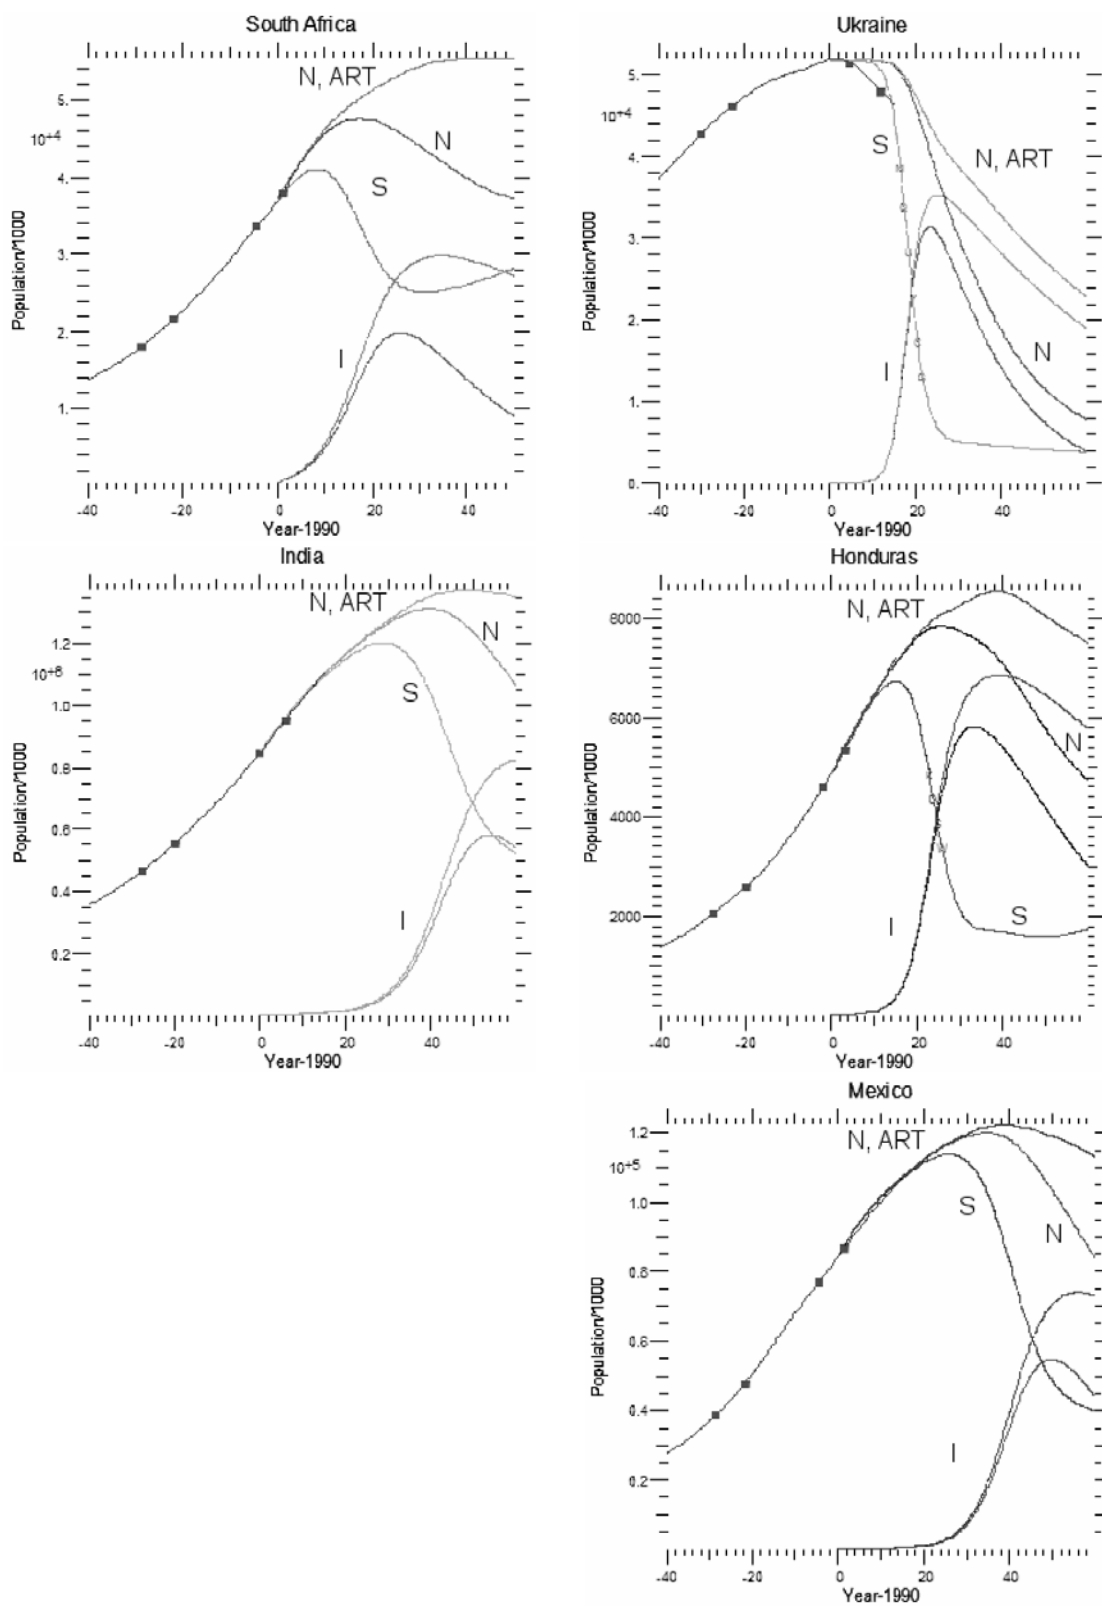 South Africa
N, ART
5.
10+4
N
4.
S
3.
2.
I
1.
Population/1000
-40 -20 0 20 40
Year-1990
Ukraine
5.
10+4
S
4.
N, ART
3.
2.
N
I
1.
0.
Population/1000
-40 -20 0 20 40
Year-1990
India
N, ART
N
1.2
10+6
S
1.0
0.8
0.6
0.4
I
0.2
Population/1000
-40 -20 0 20 40
Year-1990
Honduras
N, ART
8000
6000
N
4000
2000
S
I
Population/1000
-40 -20 0 20 40
Year-1990
Mexico
N, ART
1.2
10+5
S
1.0
N
0.8
0.6
0.4
I
0.2
Population/1000
-40 -20 0 20 40
Year-1990